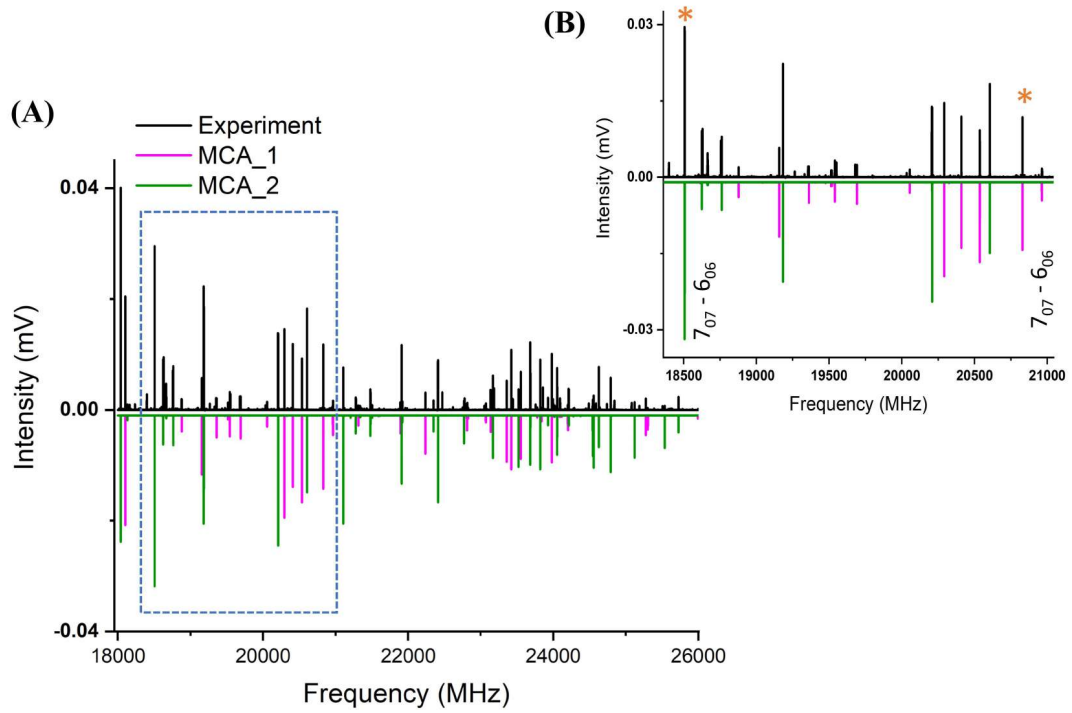 (A)
Experiment
MCA_1
MCA_2
0.04
0.00
-0.04
Intensity (mV)
18000 20000 22000 24000 26000
Frequency (MHz)
(B)
*
*
0.03
0.00
-0.03
Intensity (mV)
7₀₇ - 6₀₆
7₀₇ - 6₀₆
18500 19000 19500 20000 20500 21000
Frequency (MHz)